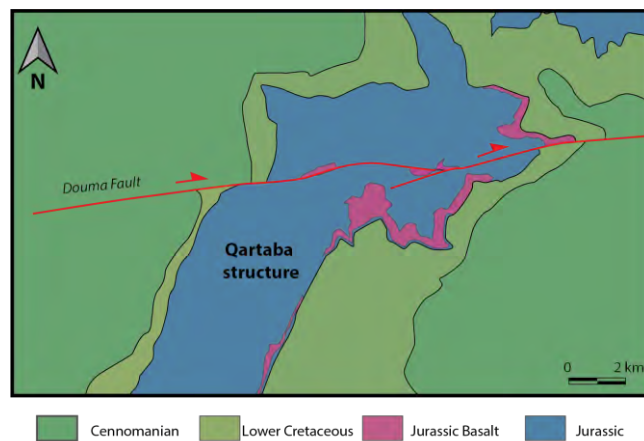 N
Douma Fault
Qartaba
structure
0 2 km
Cennomanian Lower Cretaceous Jurassic Basalt Jurassic